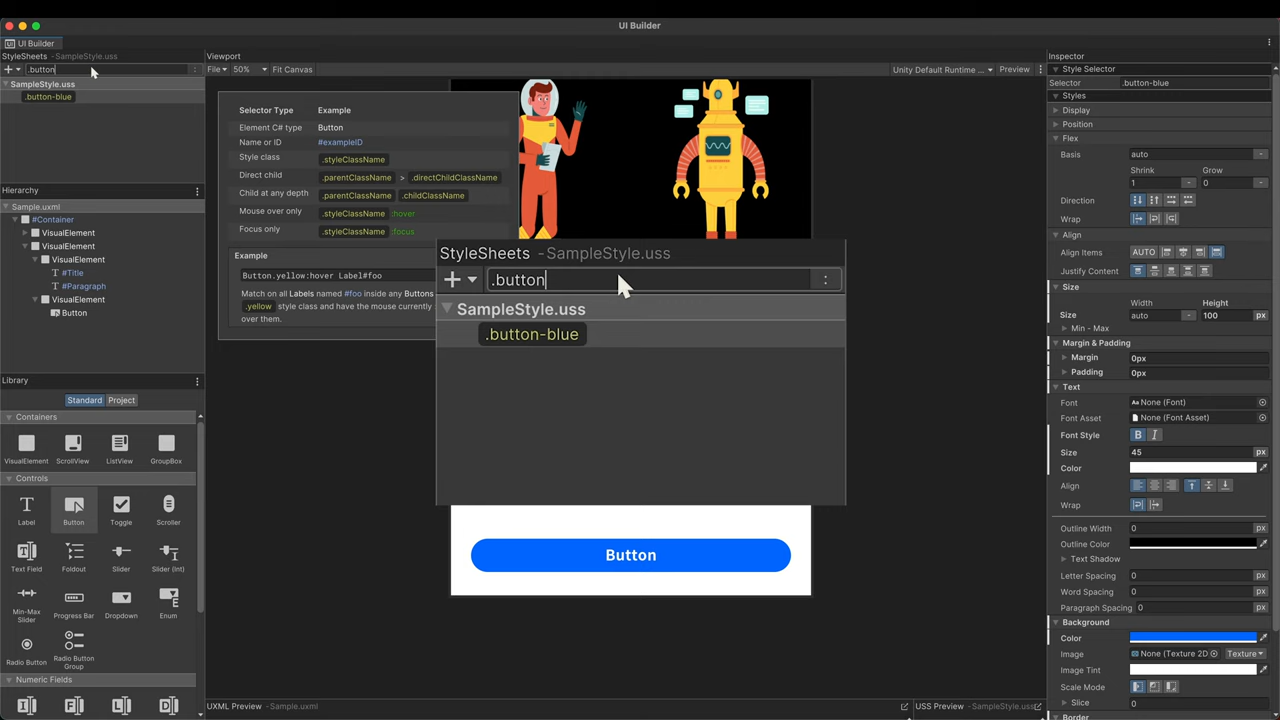 UI Builder
UI Builder
StyleSheets - SampleStyle.uss
.button
SampleStyle.uss
.button-blue
Hierarchy
Sample.uxml
#Container
VisualElement
VisualElement
VisualElement
#Title
#Paragraph
VisualElement
Button
Library
Standard Project
Containers
VisualElement ScrollView ListView GroupBox
Controls
Label Button Toggle Scroller
Text Field Foldout Slider Slider (Int)
Min-Max Slider Progress Bar Dropdown Enum
Radio Button Radio Button Group
Numeric Fields
Viewport
File 50% Fit Canvas Unity Default Runtime ... Preview
Selector Type Example
Element C# type Button
Name or ID #exampleID
Style class .styleClassName
Direct child .parentClassName > .directChildClassName
Child at any depth .parentClassName .childClassName
Mouse over only .styleClassName :hover
Focus only .styleClassName :focus
Example
Button.yellow:hover Label#foo
Match on all Labels named #foo inside any Buttons
.yellow style class and have the mouse currently
over them.
StyleSheets - SampleStyle.uss
.button
SampleStyle.uss
.button-blue
Button
UXML Preview - Sample.uxml
USS Preview - SampleStyle.uss
Inspector
Style Selector
Selector .button-blue
Styles
Display
Position
Flex
Basis auto
Shrink Grow
1 0
Direction
Wrap
Align
Align Items AUTO
Justify Content
Size
Width Height
Size auto 100 px
Min - Max
Margin & Padding
Margin 0px
Padding 0px
Text
Font Aa None (Font)
Font Asset None (Font Asset)
Font Style B I
Size 45 px
Color
Align
Wrap
Outline Width 0 px
Outline Color
Text Shadow
Letter Spacing 0 px
Word Spacing 0 px
Paragraph Spacing 0 px
Background
Color
Image None (Texture 2D Texture
Image Tint
Scale Mode
Slice 0
Border